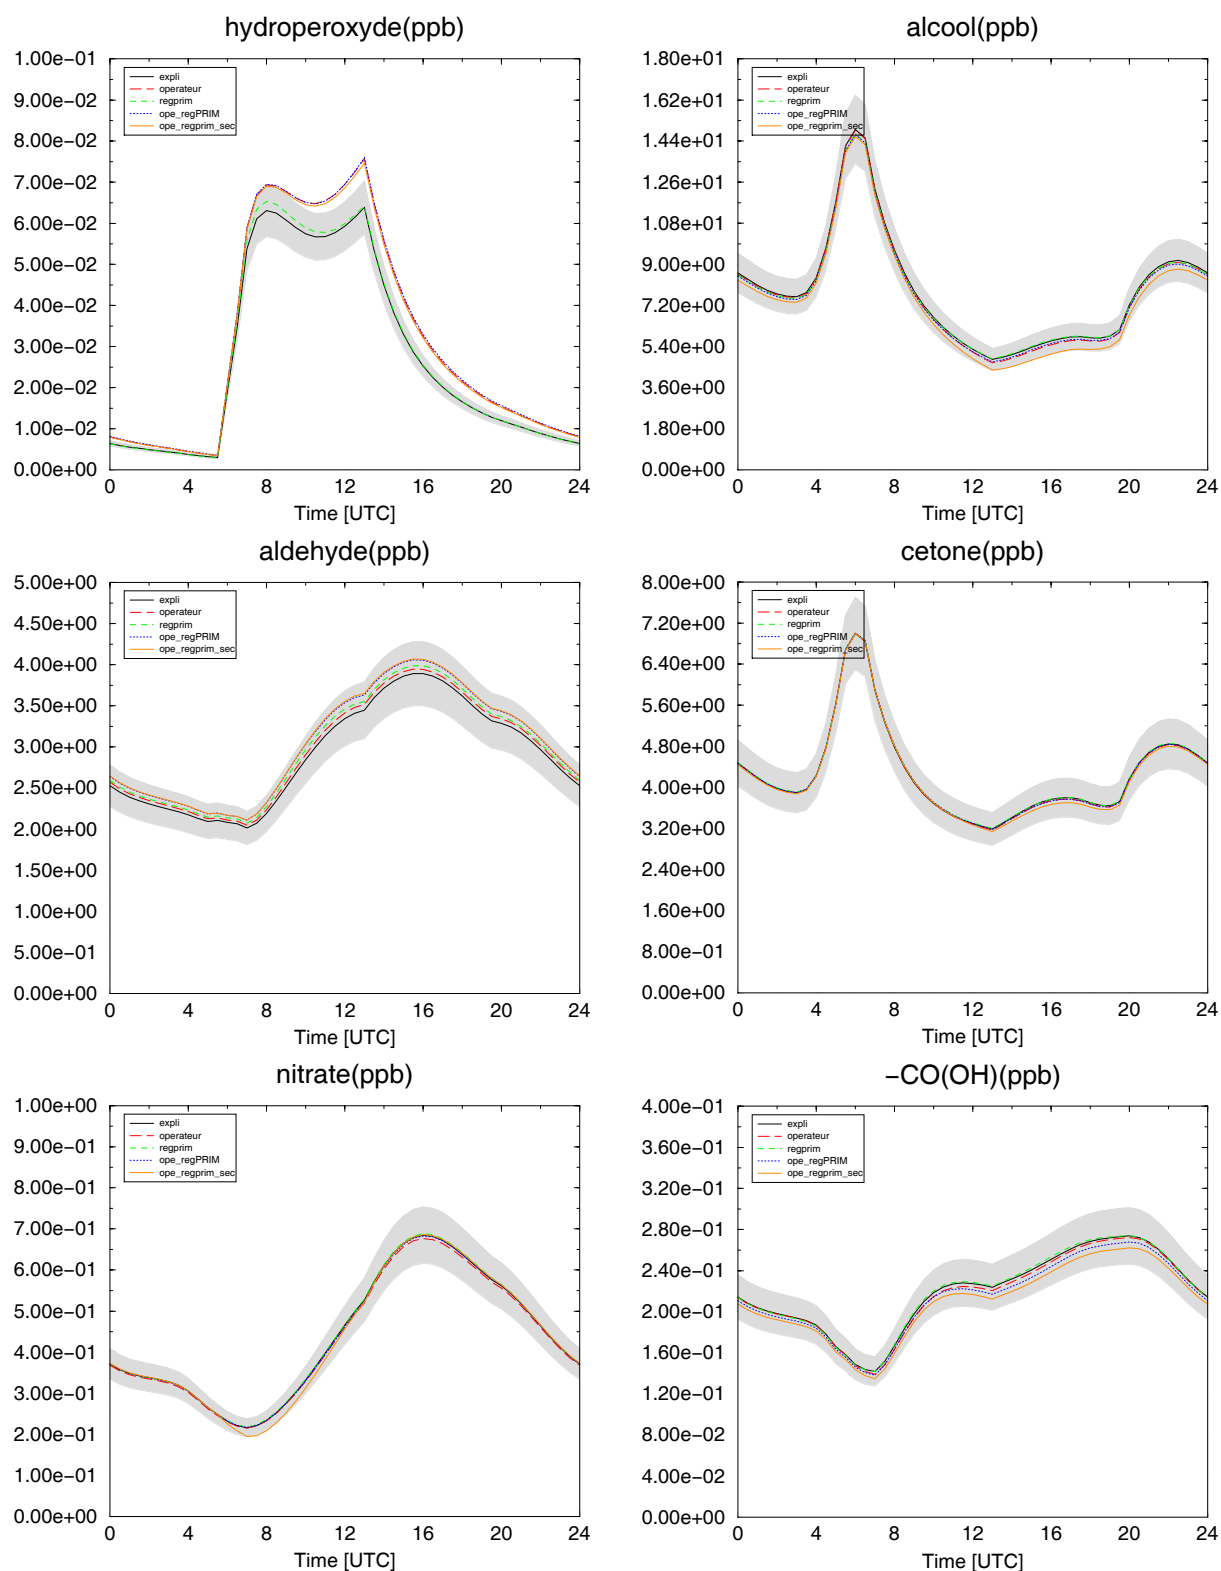 hydroperoxyde(ppb)
1.00e−01
9.00e−02
8.00e−02
7.00e−02
6.00e−02
5.00e−02
4.00e−02
3.00e−02
2.00e−02
1.00e−02
0.00e+00
expli
operateur
regprim
ope_regPRIM
ope_regprim_sec
0 4 8 12 16 20 24
Time [UTC]
alcool(ppb)
1.80e+01
1.62e+01
1.44e+01
1.26e+01
1.08e+01
9.00e+00
7.20e+00
5.40e+00
3.60e+00
1.80e+00
0.00e+00
expli
operateur
regprim
ope_regPRIM
ope_regprim_sec
0 4 8 12 16 20 24
Time [UTC]
aldehyde(ppb)
5.00e+00
4.50e+00
4.00e+00
3.50e+00
3.00e+00
2.50e+00
2.00e+00
1.50e+00
1.00e+00
5.00e−01
0.00e+00
expli
operateur
regprim
ope_regPRIM
ope_regprim_sec
0 4 8 12 16 20 24
Time [UTC]
cetone(ppb)
8.00e+00
7.20e+00
6.40e+00
5.60e+00
4.80e+00
4.00e+00
3.20e+00
2.40e+00
1.60e+00
8.00e−01
0.00e+00
expli
operateur
regprim
ope_regPRIM
ope_regprim_sec
0 4 8 12 16 20 24
Time [UTC]
nitrate(ppb)
1.00e+00
9.00e−01
8.00e−01
7.00e−01
6.00e−01
5.00e−01
4.00e−01
3.00e−01
2.00e−01
1.00e−01
0.00e+00
expli
operateur
regprim
ope_regPRIM
ope_regprim_sec
0 4 8 12 16 20 24
Time [UTC]
−CO(OH)(ppb)
4.00e−01
3.60e−01
3.20e−01
2.80e−01
2.40e−01
2.00e−01
1.60e−01
1.20e−01
8.00e−02
4.00e−02
0.00e+00
expli
operateur
regprim
ope_regPRIM
ope_regprim_sec
0 4 8 12 16 20 24
Time [UTC]